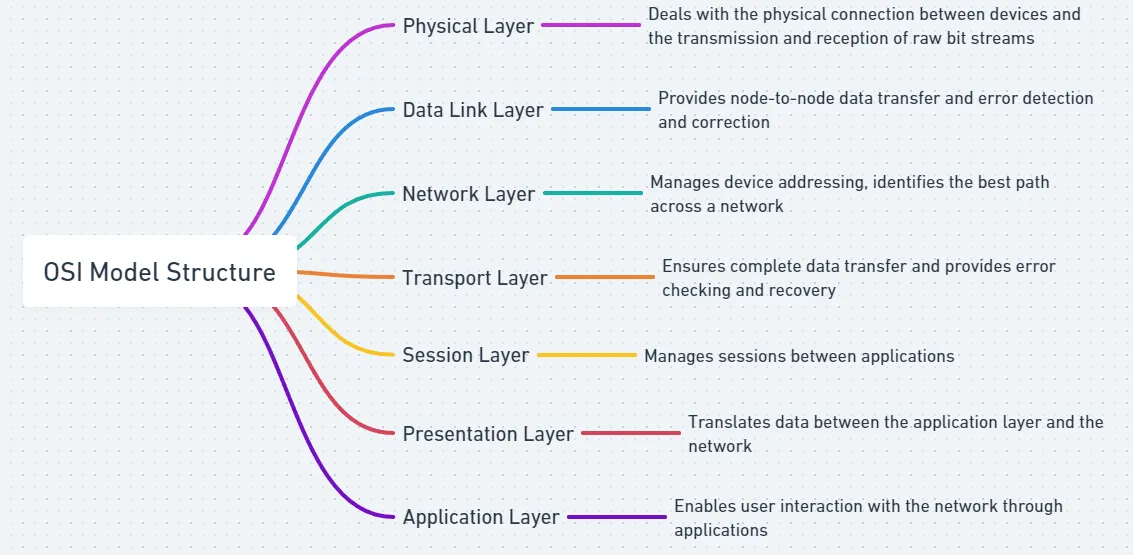 OSI Model Structure
Physical Layer
Deals with the physical connection between devices and
the transmission and reception of raw bit streams
Data Link Layer
Provides node-to-node data transfer and error detection
and correction
Network Layer
Manages device addressing, identifies the best path
across a network
Transport Layer
Ensures complete data transfer and provides error
checking and recovery
Session Layer
Manages sessions between applications
Presentation Layer
Translates data between the application layer and the
network
Application Layer
Enables user interaction with the network through
applications